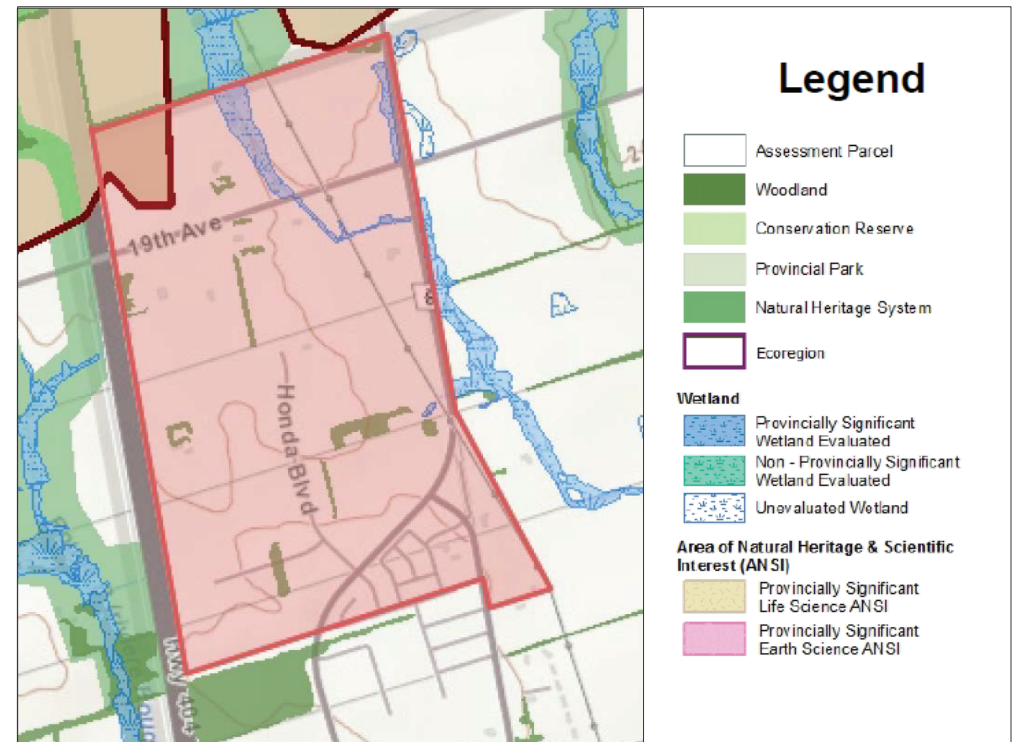 19th Ave
8
Honda Blvd
Hwy 404
Legend
Assessment Parcel
Woodland
Conservation Reserve
Provincial Park
Natural Heritage System
Ecoregion
Wetland
Provincially Significant
Wetland Evaluated
Non - Provincially Significant
Wetland Evaluated
Unevaluated Wetland
Area of Natural Heritage & Scientific
Interest (ANSI)
Provincially Significant
Life Science ANSI
Provincially Significant
Earth Science ANSI